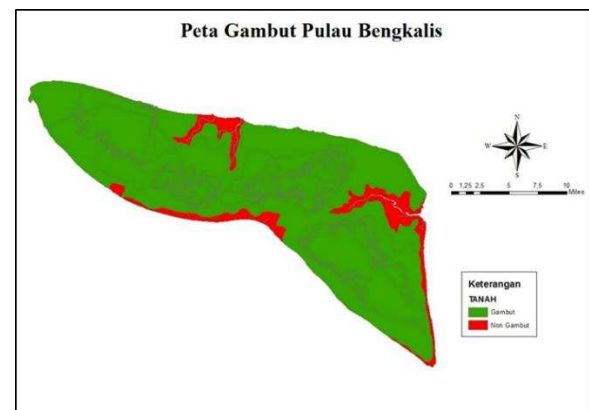 Peta Gambut Pulau Bengkalis
N
W E
S
0 1,25 2,5 5 7,5 10
Miles
Keterangan
TANAH
Gambut
Non Gambut